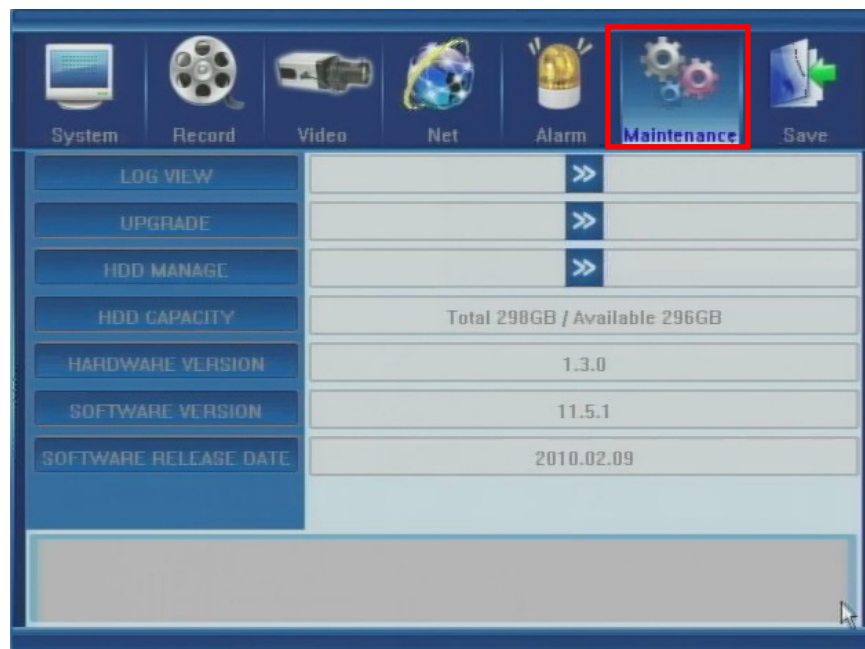 System Record Video Net Alarm Maintenance Save
LOG VIEW
UPGRADE
HDD MANAGE
HDD CAPACITY Total 298GB / Available 296GB
HARDWARE VERSION 1.3.0
SOFTWARE VERSION 11.5.1
SOFTWARE RELEASE DATE 2010.02.09